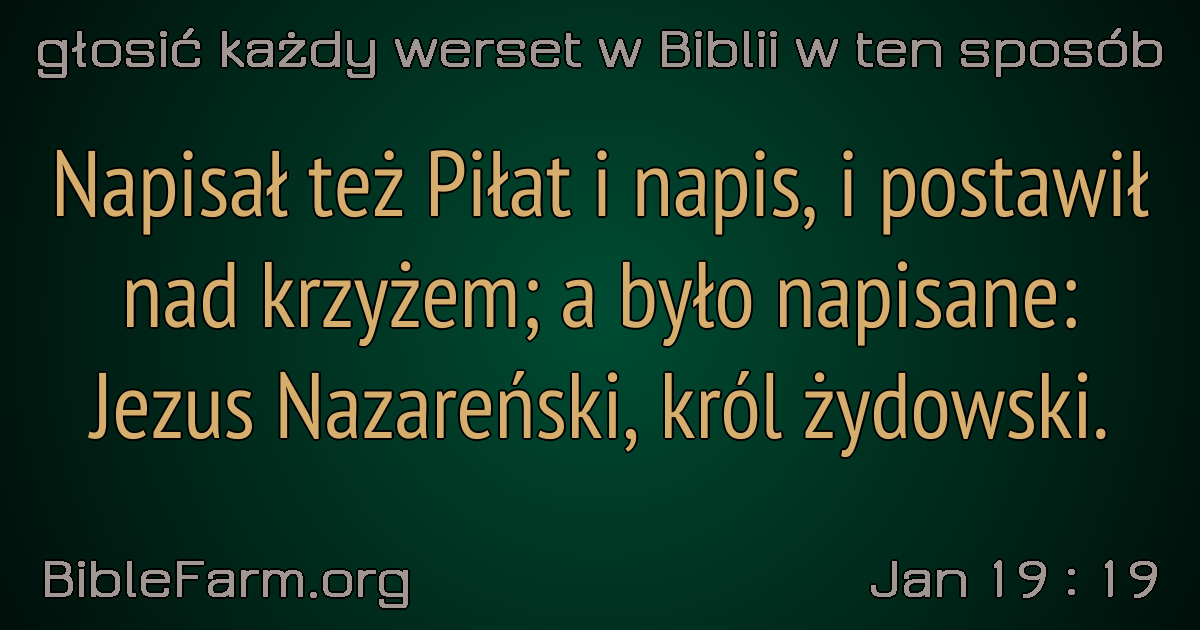 głosić każdy werset w Biblii w ten sposób
Napisał też Piłat i napis, i postawił
nad krzyżem; a było napisane:
Jezus Nazareński, król żydowski.
BibleFarm.org
Jan 19 : 19